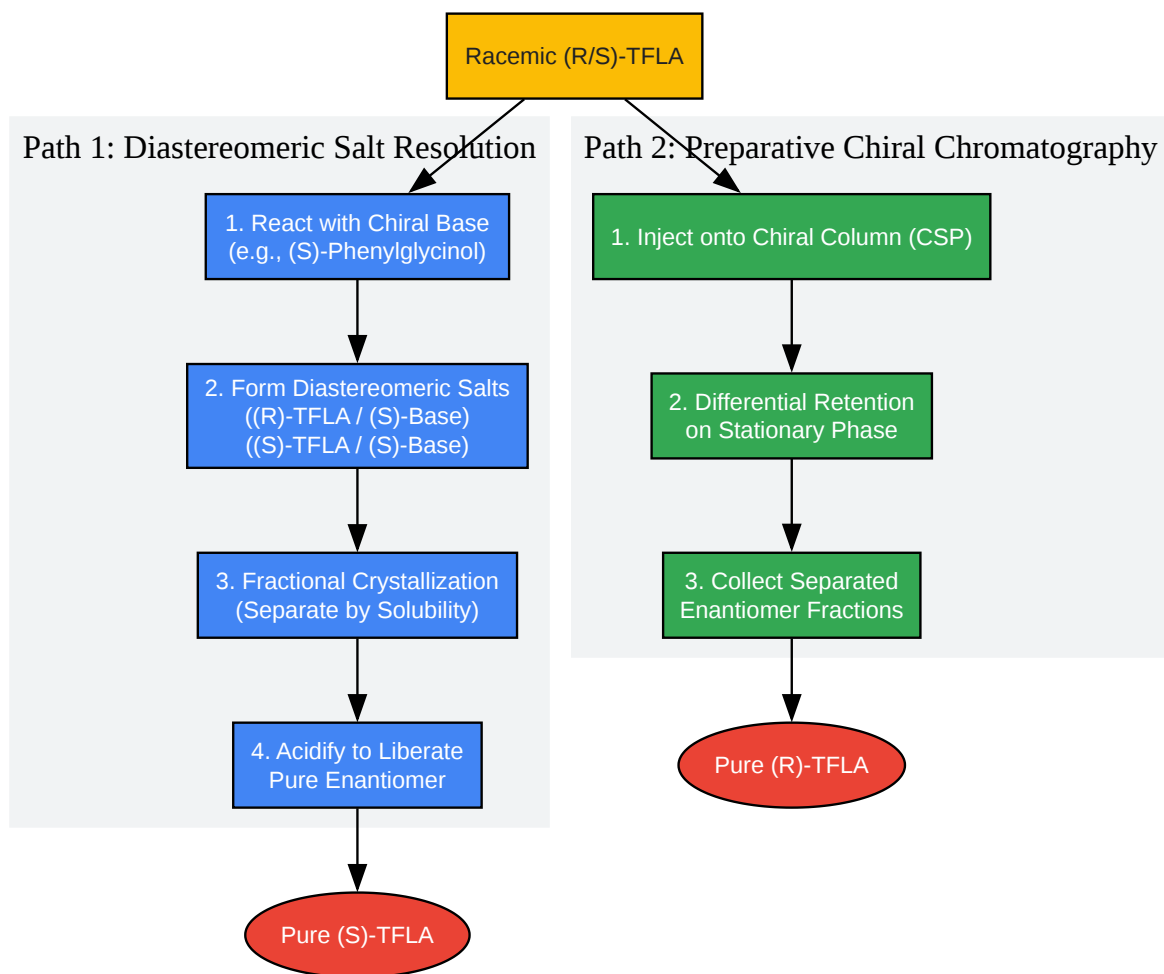 Racemic (R/S)-TFLA
Path 1: Diastereomeric Salt Resolution
1. React with Chiral Base
(e.g., (S)-Phenylglycinol)
2. Form Diastereomeric Salts
((R)-TFLA / (S)-Base)
((S)-TFLA / (S)-Base)
3. Fractional Crystallization
(Separate by Solubility)
4. Acidify to Liberate
Pure Enantiomer
Pure (S)-TFLA
Path 2: Preparative Chiral Chromatography
1. Inject onto Chiral Column (CSP)
2. Differential Retention
on Stationary Phase
3. Collect Separated
Enantiomer Fractions
Pure (R)-TFLA